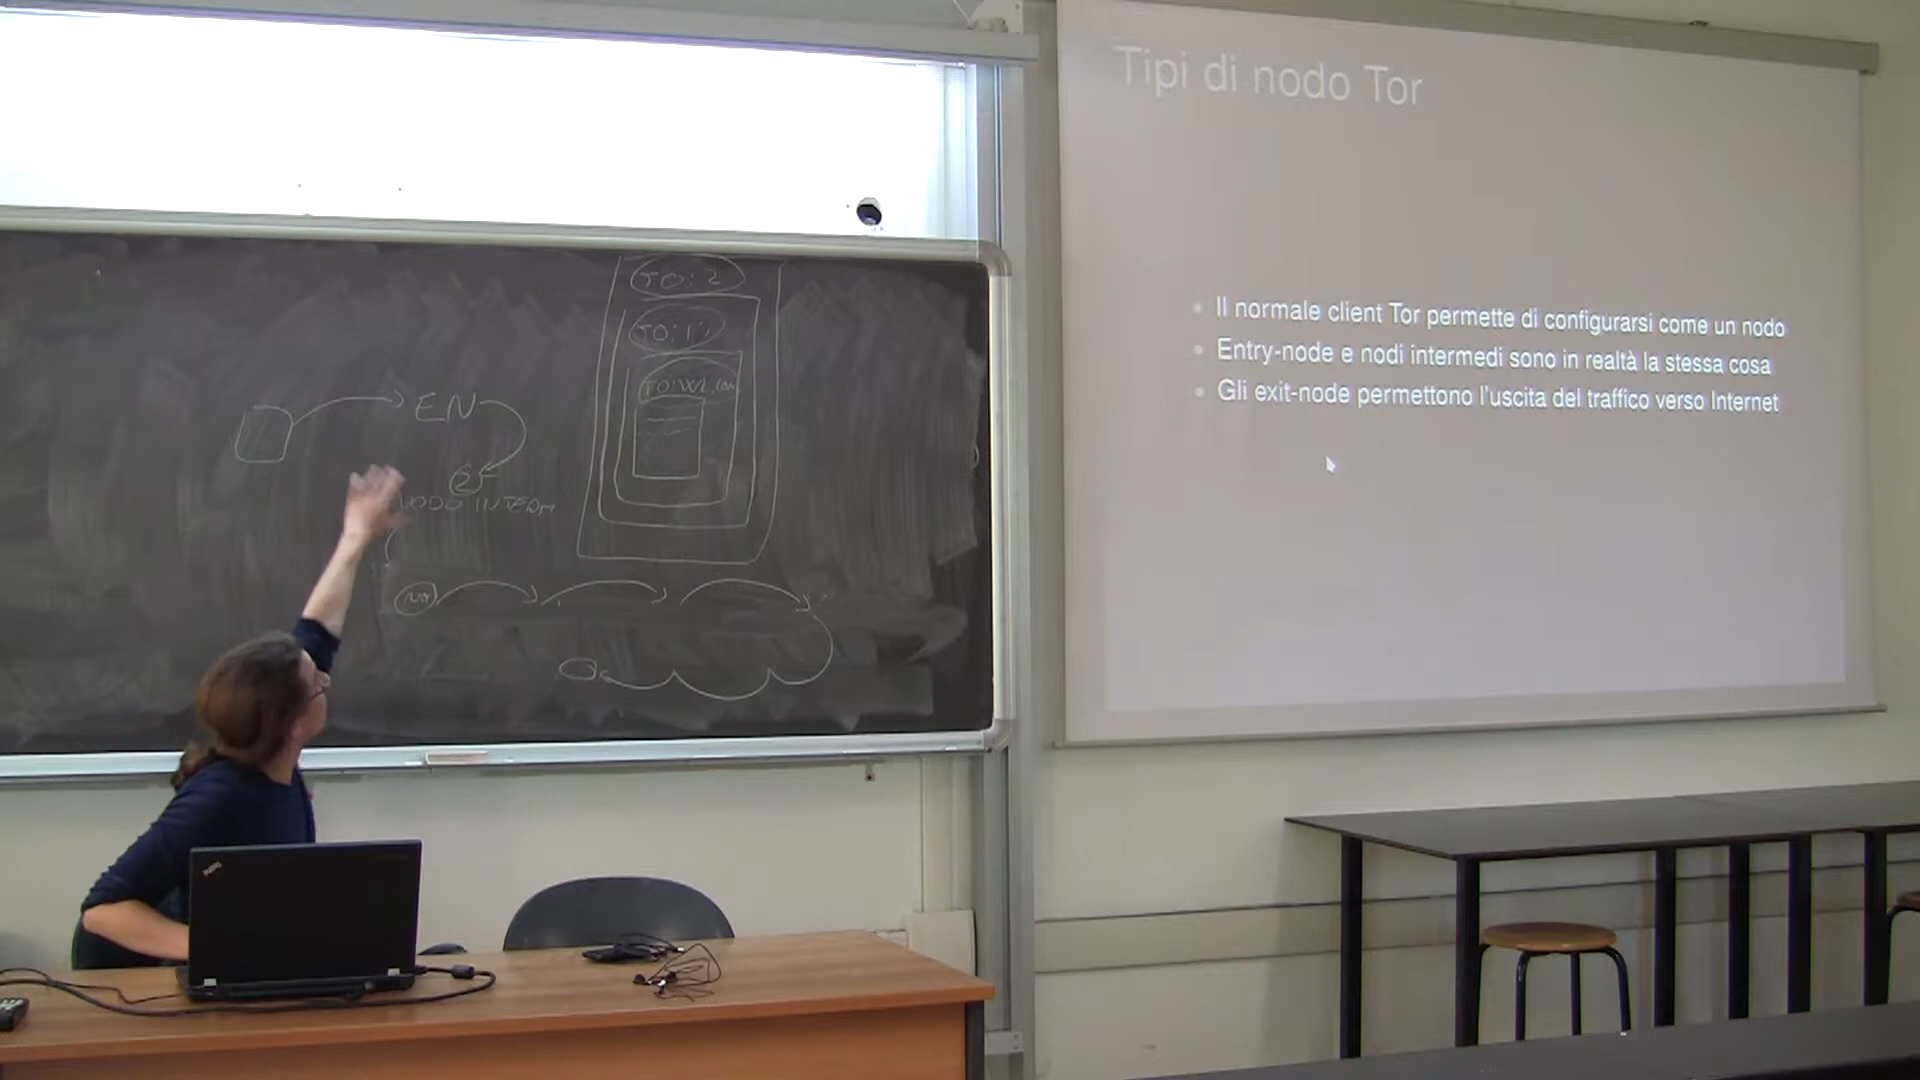 Tipi di nodo Tor
Il normale client Tor permette di configurarsi come un nodo
Entry-node e nodi intermedi sono in realtà la stessa cosa
Gli exit-node permettono l'uscita del traffico verso Internet
TO: 2
TO: 1
EN
2
NODO INTERM